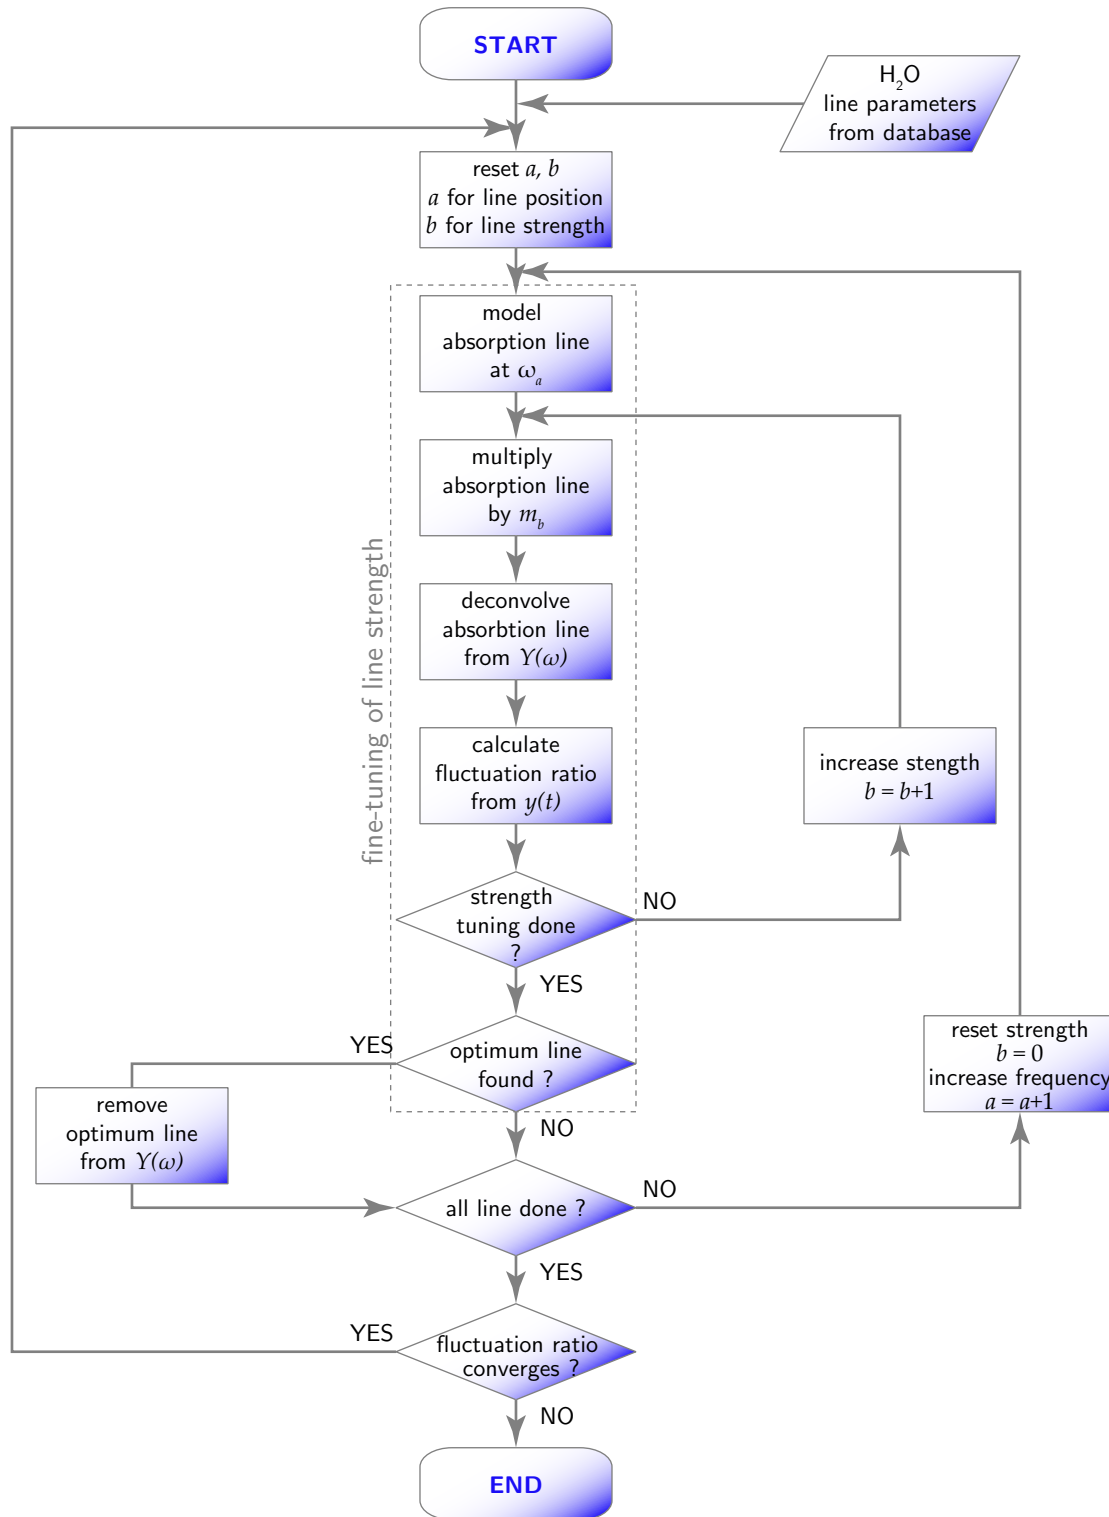 START
H₂O
line parameters
from database
reset a, b
a for line position
b for line strength
model
absorption line
at ωₐ
multiply
absorption line
by m_b
fine-tuning of line strength
deconvolve
absorbtion line
from Y(ω)
calculate
fluctuation ratio
from y(t)
increase stength
b = b+1
strength
tuning done
?
NO
YES
optimum line
found ?
YES
NO
reset strength
b = 0
increase frequency
a = a+1
remove
optimum line
from Y(ω)
all line done ?
NO
YES
fluctuation ratio
converges ?
YES
NO
END